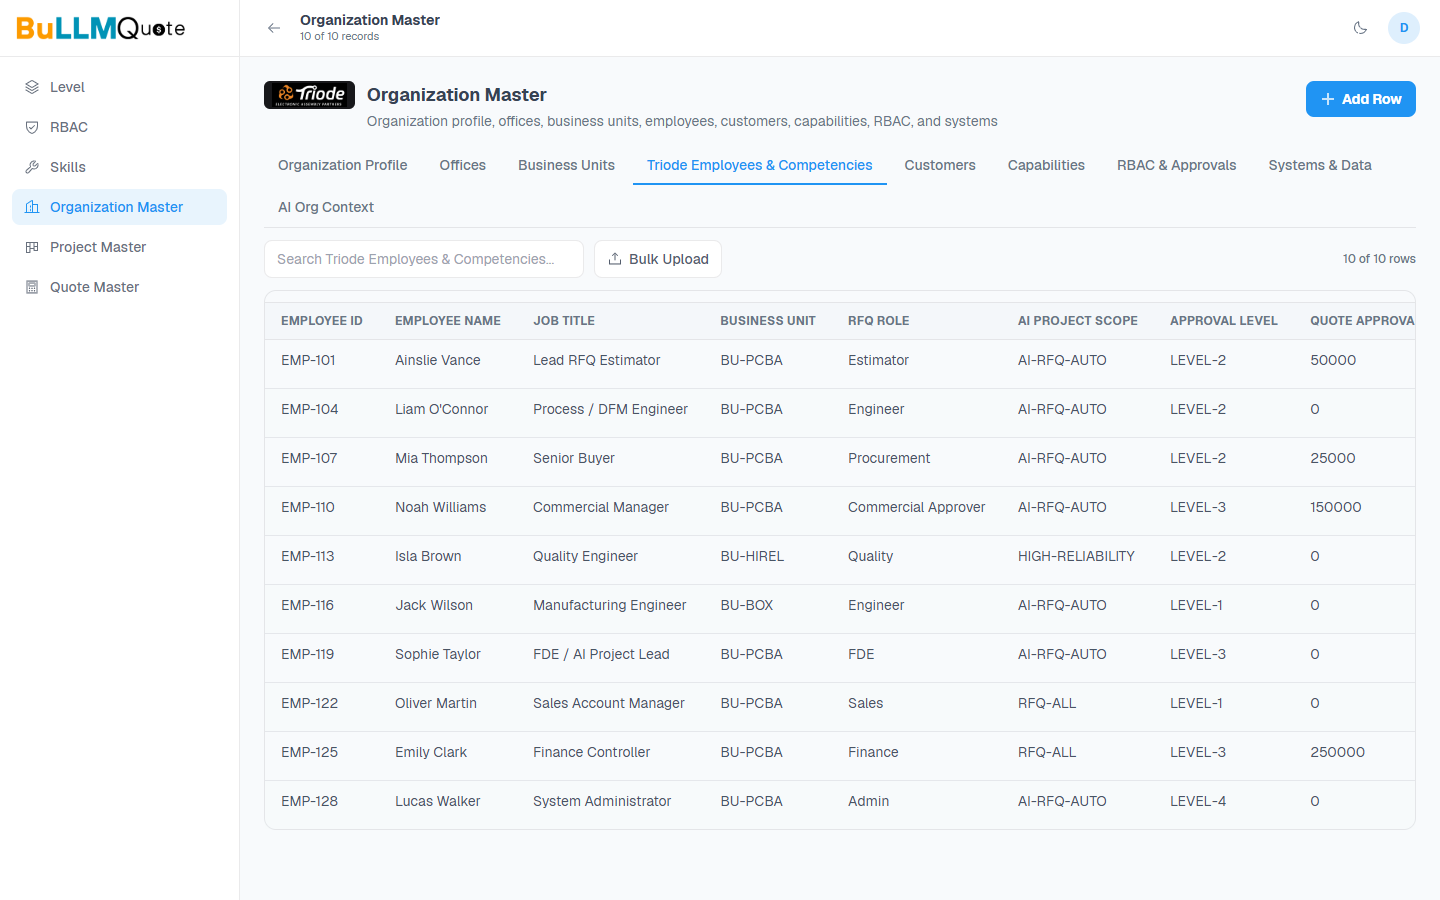 BuLLMQuote
Organization Master
10 of 10 records
D
Level
RBAC
Skills
Organization Master
Project Master
Quote Master
Triode
ELECTRONIC ASSEMBLY PARTNERS
Organization Master
Organization profile, offices, business units, employees, customers, capabilities, RBAC, and systems
Add Row
Organization Profile Offices Business Units Triode Employees & Competencies Customers Capabilities RBAC & Approvals Systems & Data
AI Org Context
Search Triode Employees & Competencies... Bulk Upload 10 of 10 rows
EMPLOYEE ID EMPLOYEE NAME JOB TITLE BUSINESS UNIT RFQ ROLE AI PROJECT SCOPE APPROVAL LEVEL QUOTE APPROVA
EMP-101 Ainslie Vance Lead RFQ Estimator BU-PCBA Estimator AI-RFQ-AUTO LEVEL-2 50000
EMP-104 Liam O'Connor Process / DFM Engineer BU-PCBA Engineer AI-RFQ-AUTO LEVEL-2 0
EMP-107 Mia Thompson Senior Buyer BU-PCBA Procurement AI-RFQ-AUTO LEVEL-2 25000
EMP-110 Noah Williams Commercial Manager BU-PCBA Commercial Approver AI-RFQ-AUTO LEVEL-3 150000
EMP-113 Isla Brown Quality Engineer BU-HIREL Quality HIGH-RELIABILITY LEVEL-2 0
EMP-116 Jack Wilson Manufacturing Engineer BU-BOX Engineer AI-RFQ-AUTO LEVEL-1 0
EMP-119 Sophie Taylor FDE / AI Project Lead BU-PCBA FDE AI-RFQ-AUTO LEVEL-3 0
EMP-122 Oliver Martin Sales Account Manager BU-PCBA Sales RFQ-ALL LEVEL-1 0
EMP-125 Emily Clark Finance Controller BU-PCBA Finance RFQ-ALL LEVEL-3 250000
EMP-128 Lucas Walker System Administrator BU-PCBA Admin AI-RFQ-AUTO LEVEL-4 0